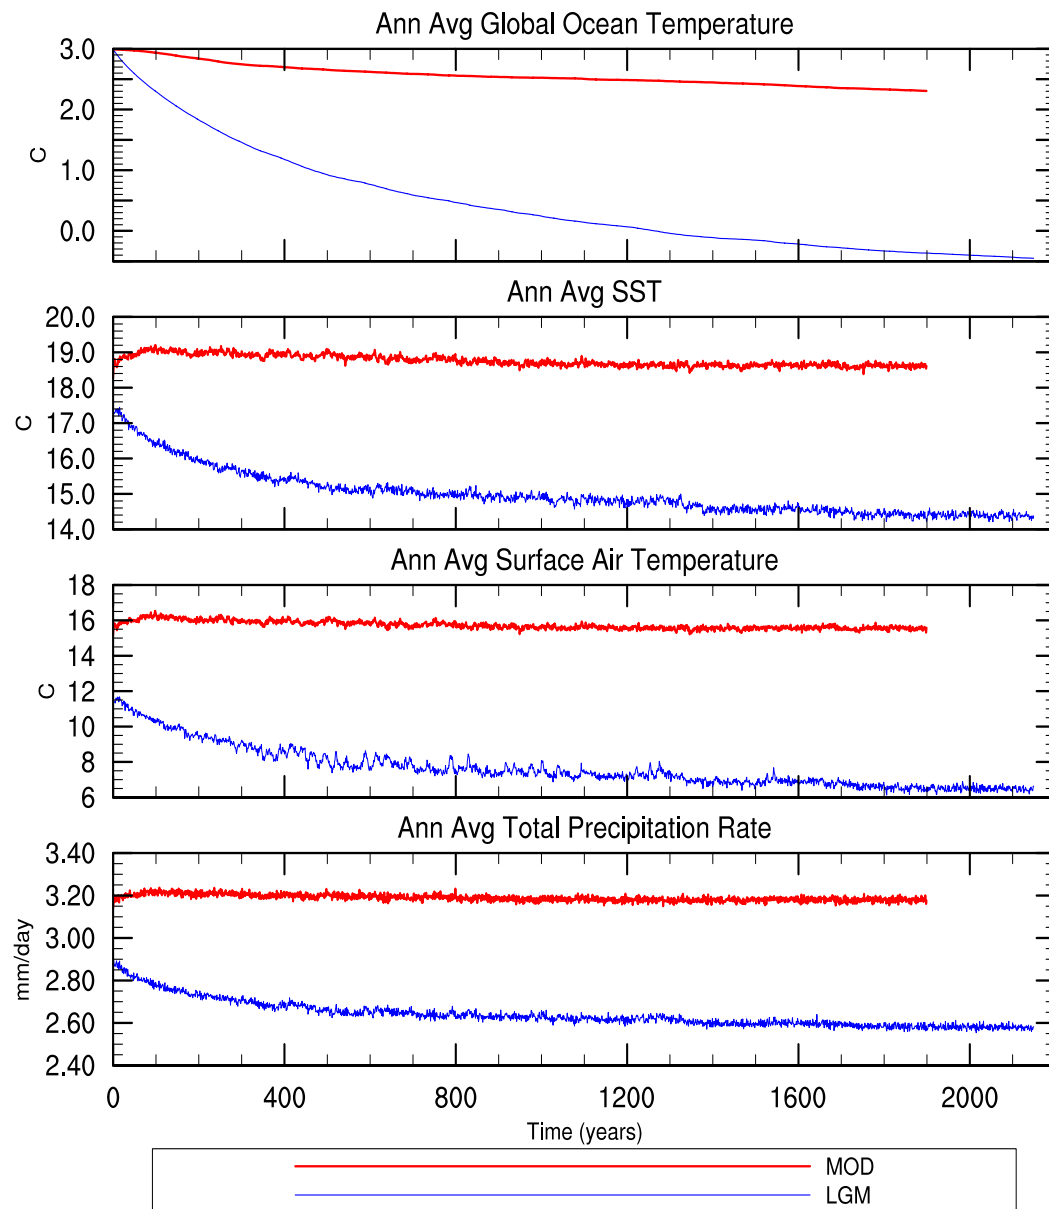 Ann Avg Global Ocean Temperature
3.0
2.0
1.0
0.0
C
Ann Avg SST
20.0
19.0
18.0
17.0
16.0
15.0
14.0
C
Ann Avg Surface Air Temperature
18
16
14
12
10
8
6
C
Ann Avg Total Precipitation Rate
3.40
3.20
3.00
2.80
2.60
2.40
mm/day
0 400 800 1200 1600 2000
Time (years)
MOD
LGM